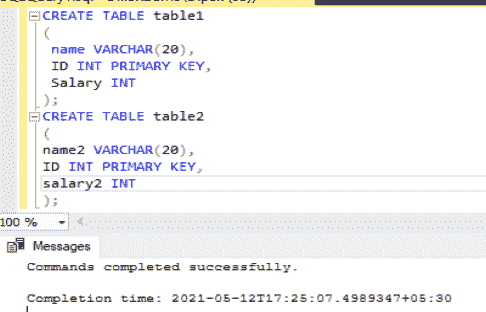 CREATE TABLE table1
(
name VARCHAR(20),
ID INT PRIMARY KEY,
Salary INT
);
CREATE TABLE table2
(
name2 VARCHAR(20),
ID INT PRIMARY KEY,
salary2 INT
);
100 %
Messages
Commands completed successfully.
Completion time: 2021-05-12T17:25:07.4989347+05:30